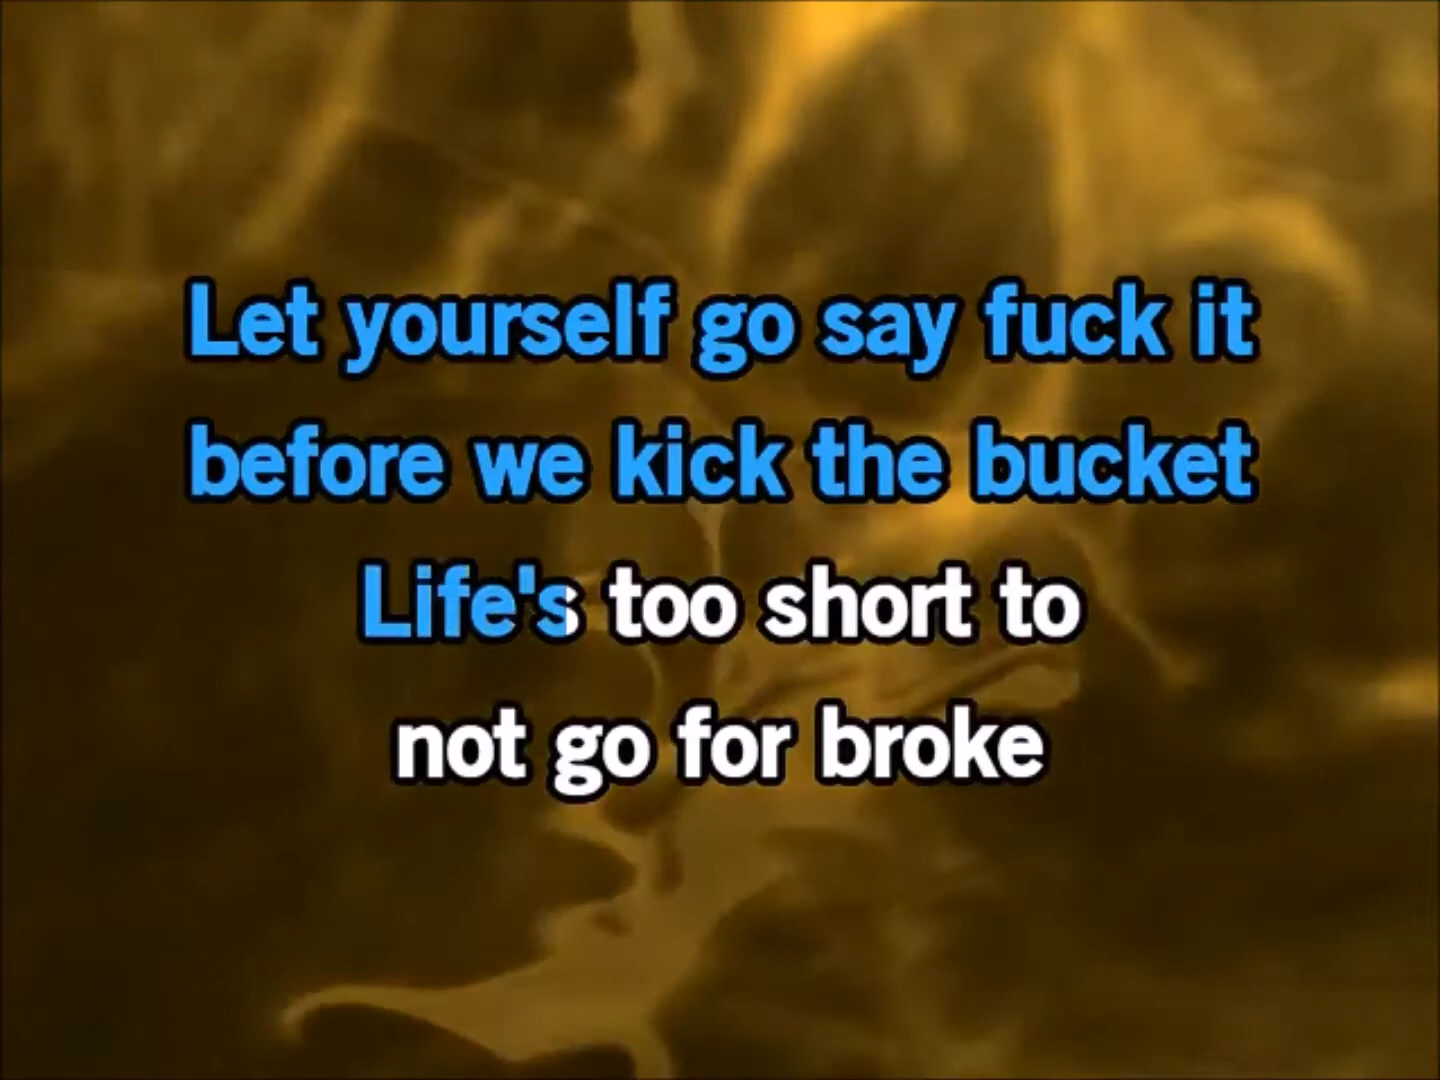 Let yourself go say fuck it
before we kick the bucket
Life's too short to
not go for broke